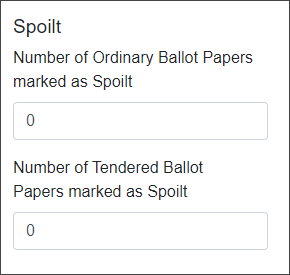 Spoilt
Number of Ordinary Ballot Papers
marked as Spoilt
0
Number of Tendered Ballot
Papers marked as Spoilt
0